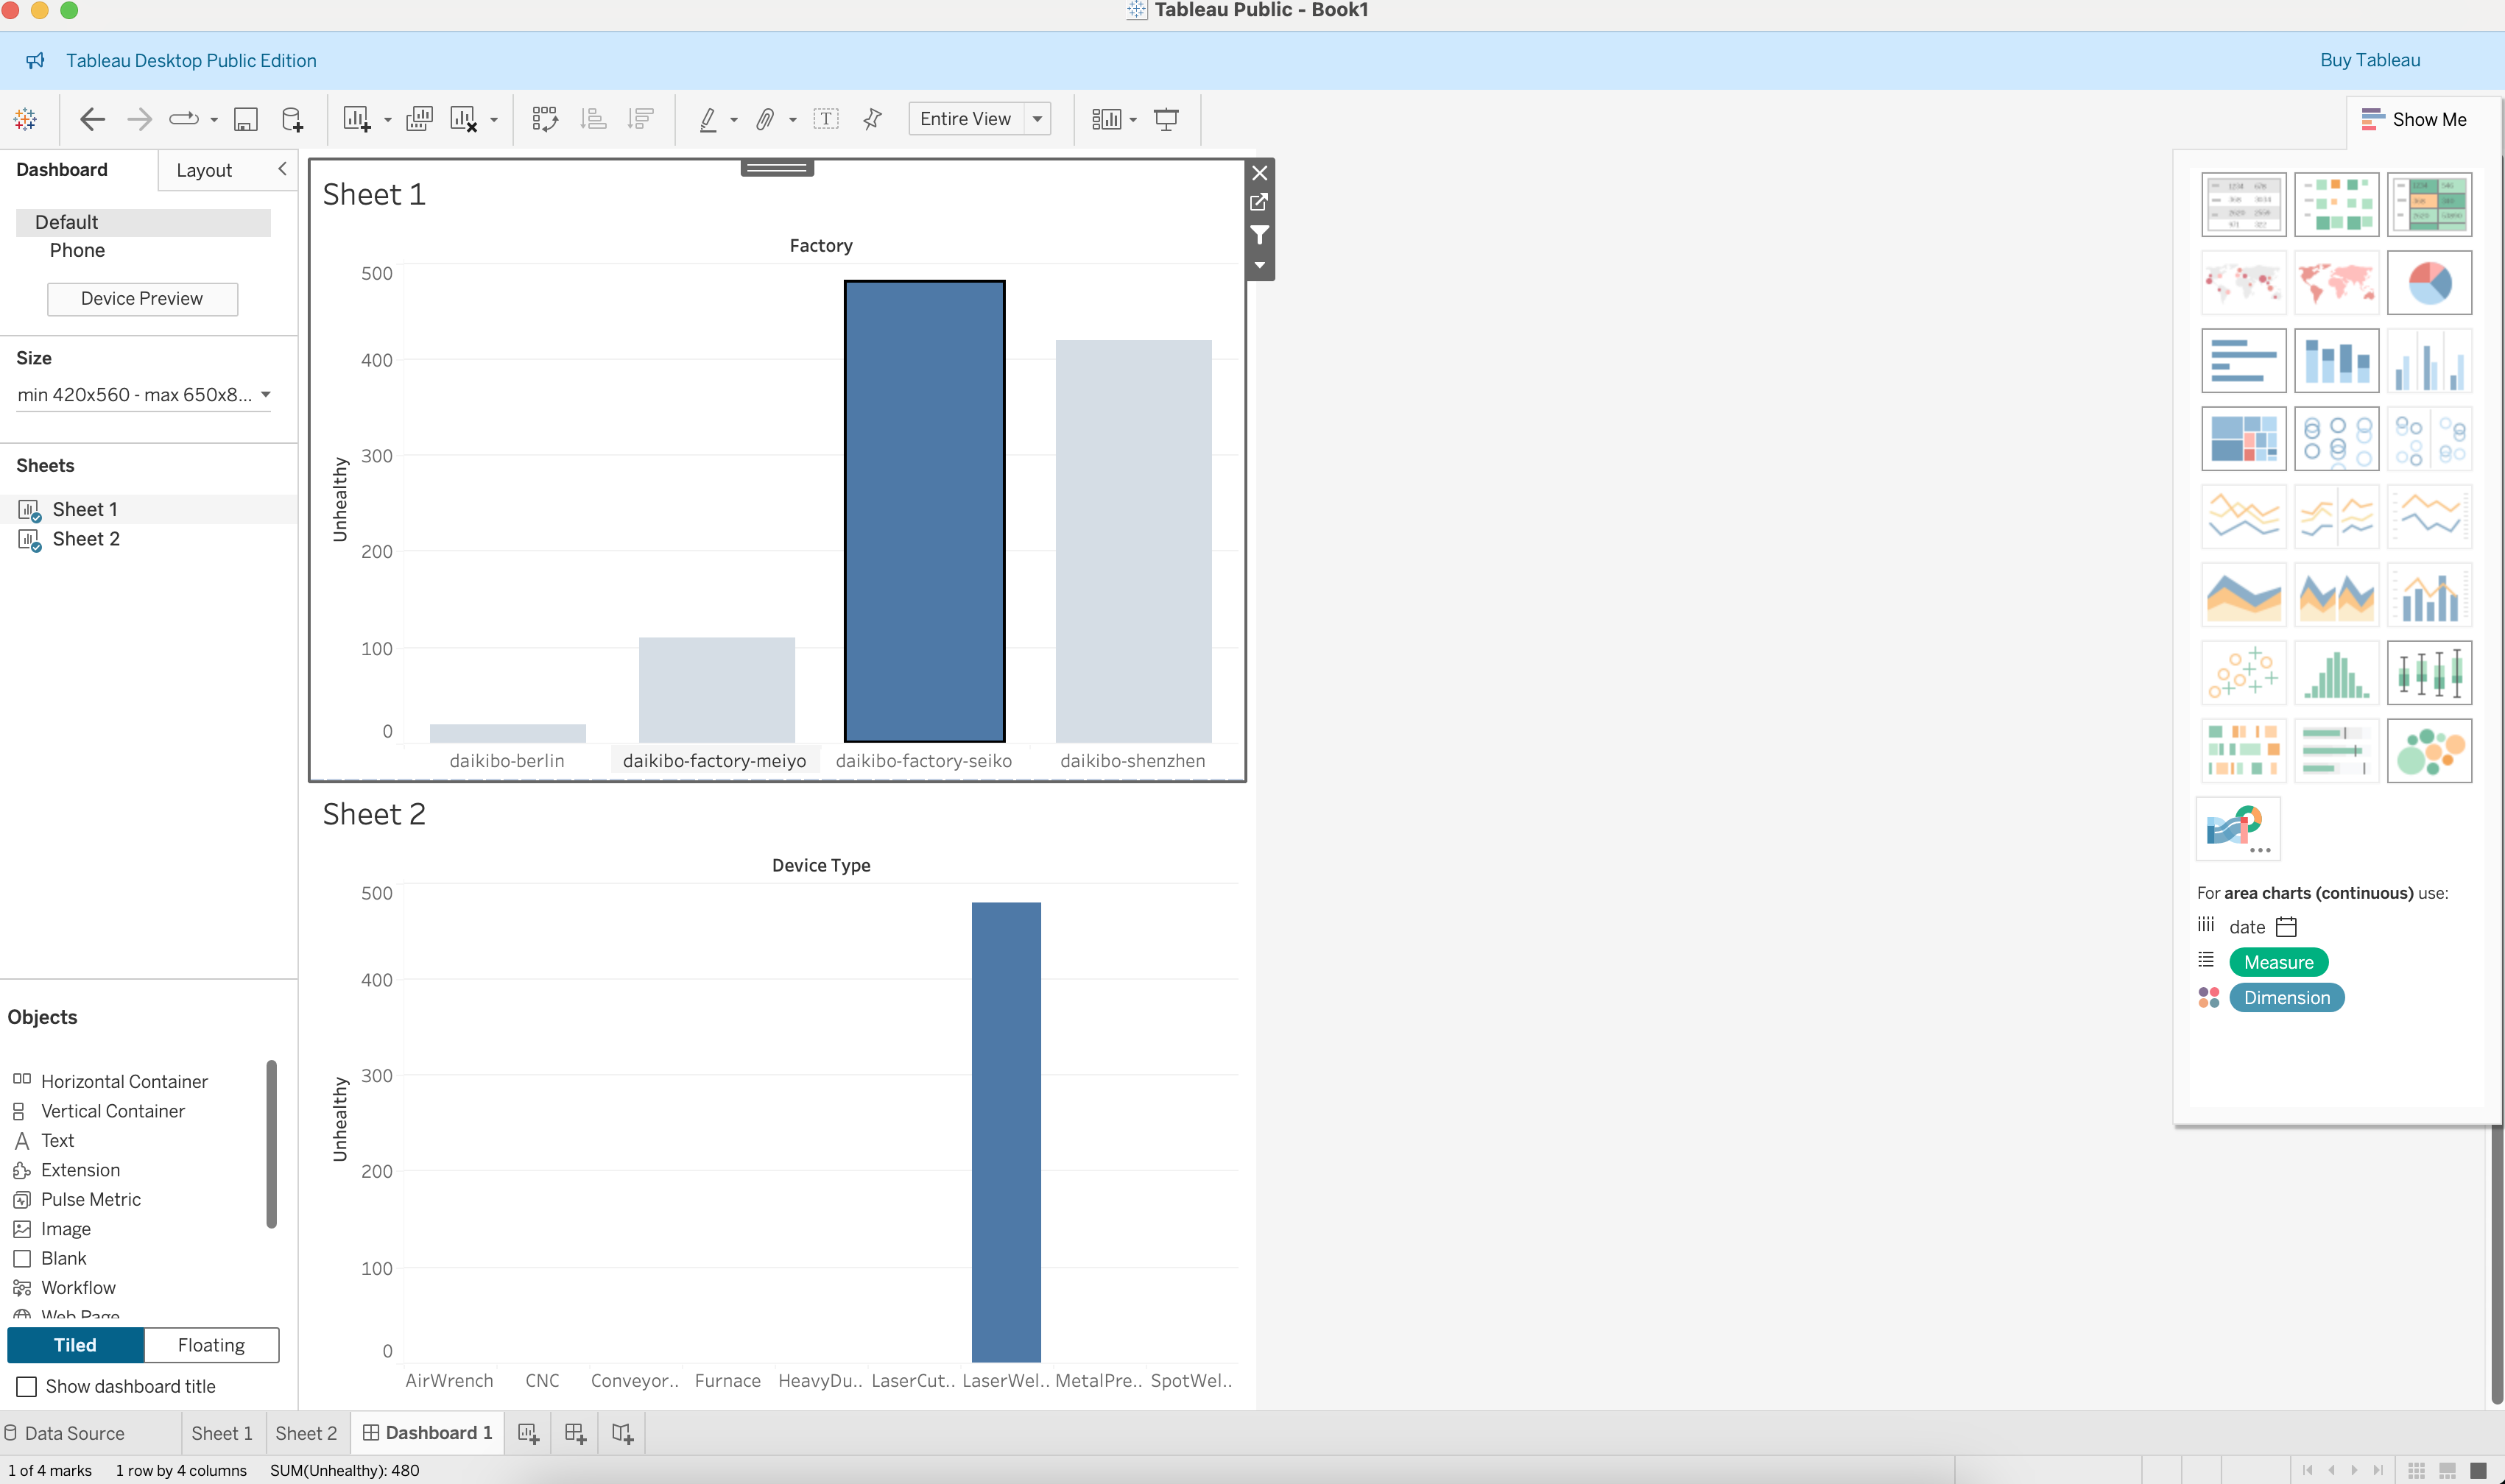 Tableau Public - Book1
Tableau Desktop Public Edition
Buy Tableau
Entire View
Show Me
Dashboard
Layout
Default
Phone
Device Preview
Size
min 420x560 - max 650x8...
Sheets
Sheet 1
Sheet 2
Objects
Horizontal Container
Vertical Container
Text
Extension
Pulse Metric
Image
Blank
Workflow
Web Page
Tiled
Floating
Show dashboard title
Sheet 1
Factory
500
400
300
200
100
0
Unhealthy
daikibo-berlin
daikibo-factory-meiyo
daikibo-factory-seiko
daikibo-shenzhen
Sheet 2
Device Type
500
400
300
200
100
0
Unhealthy
AirWrench
CNC
Conveyor..
Furnace
HeavyDu..
LaserCut..
LaserWel..
MetalPre..
SpotWel..
For area charts (continuous) use:
date
Measure
Dimension
Data Source
Sheet 1
Sheet 2
Dashboard 1
1 of 4 marks
1 row by 4 columns
SUM(Unhealthy): 480